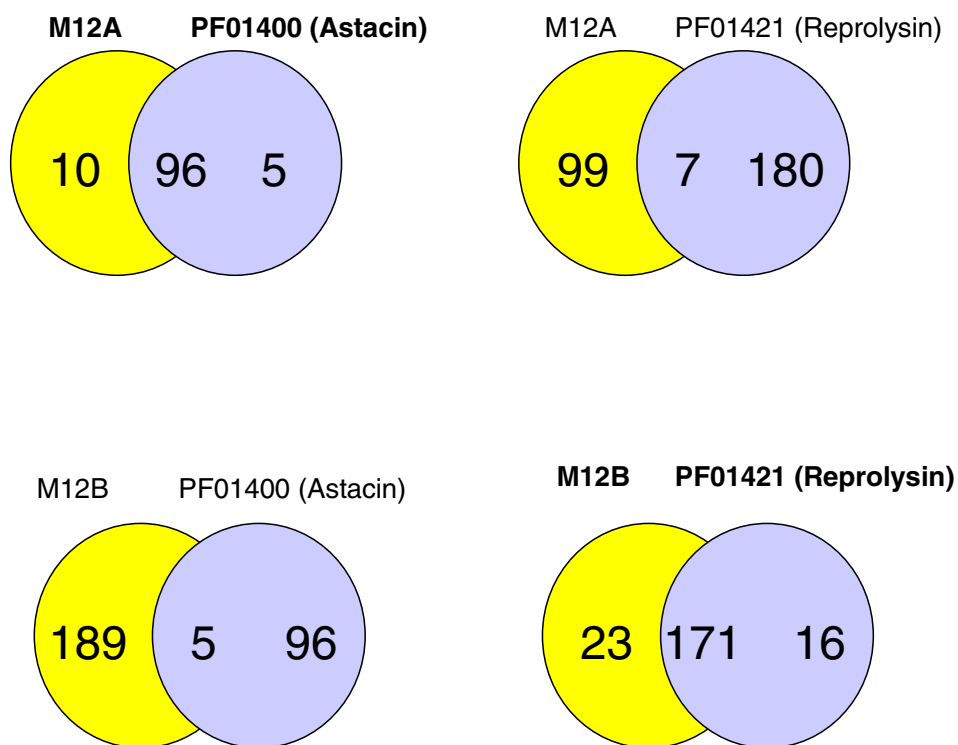 M12A PF01400 (Astacin)
M12A PF01421 (Reprolysin)
10 96 5
99 7 180
M12B PF01400 (Astacin)
M12B PF01421 (Reprolysin)
189 5 96
23 171 16